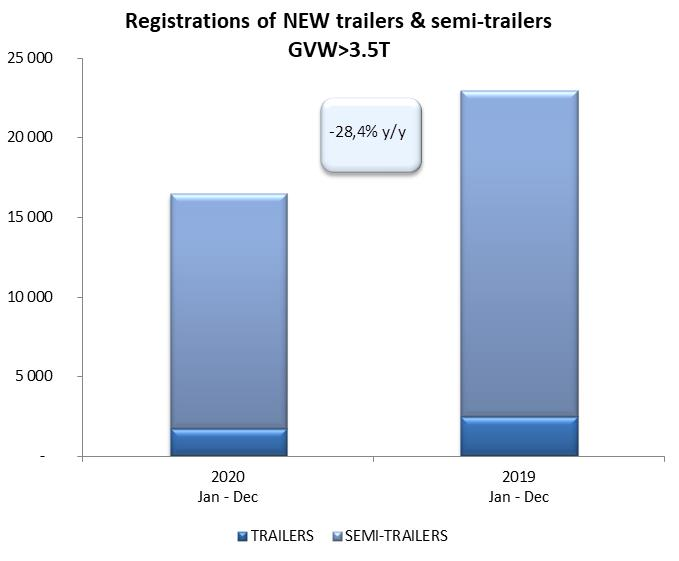 Registrations of NEW trailers & semi-trailers
GVW>3.5T
25 000
20 000
15 000
10 000
5 000
-
-28,4% y/y
2020
Jan - Dec
2019
Jan - Dec
TRAILERS
SEMI-TRAILERS